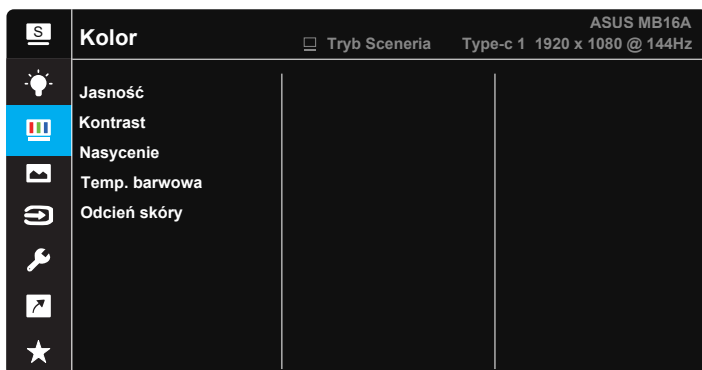 S
Kolor
ASUS MB16A
Tryb Sceneria Type-c 1 1920 x 1080 @ 144Hz
Jasność
Kontrast
Nasycenie
Temp. barwowa
Odcień skóry